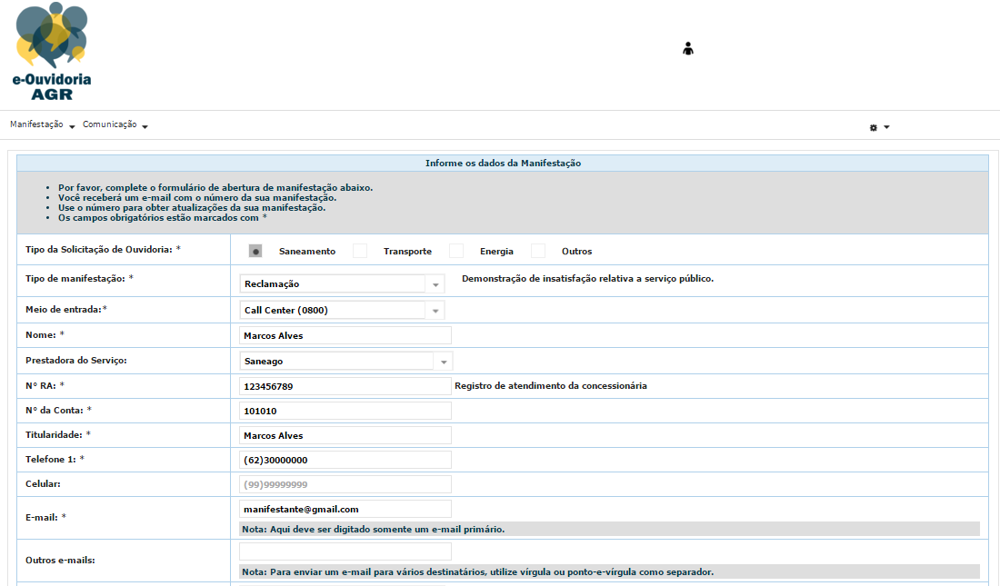 e-Ouvidoria
AGR
Manifestação Comunicação
Informe os dados da Manifestação
• Por favor, complete o formulário de abertura de manifestação abaixo.
• Você receberá um e-mail com o número da sua manifestação.
• Use o número para obter atualizações da sua manifestação.
• Os campos obrigatórios estão marcados com *
Tipo da Solicitação de Ouvidoria: * Saneamento Transporte Energia Outros
Tipo de manifestação: * Reclamação Demonstração de insatisfação relativa a serviço público.
Meio de entrada:* Call Center (0800)
Nome: * Marcos Alves
Prestadora do Serviço: Saneago
N° RA: * 123456789 Registro de atendimento da concessionária
N° da Conta: * 101010
Titularidade: * Marcos Alves
Telefone 1: * (62)30000000
Celular: (99)99999999
E-mail: * manifestante@gmail.com
Nota: Aqui deve ser digitado somente um e-mail primário.
Outros e-mails:
Nota: Para enviar um e-mail para vários destinatários, utilize vírgula ou ponto-e-vírgula como separador.